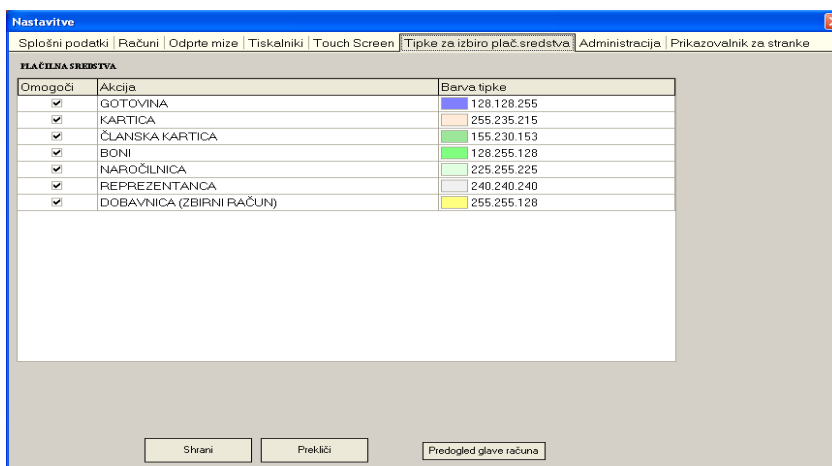 Nastavitve
Splošni podatki Računi Odprte mize Tiskalniki Touch Screen Tipke za izbiro plač.sredstva Administracija Prikazovalnik za stranke
PLAČILNA SREDSTVA
Omogoči Akcija Barva tipke
GOTOVINA 128.128.255
KARTICA 255.235.215
ČLANSKA KARTICA 155.230.153
BONI 128.255.128
NAROČILNICA 225.255.225
REPREZENTANCA 240.240.240
DOBAVNICA (ZBIRNI RAČUN) 255.255.128
Shrani Prekliči Predogled glave računa